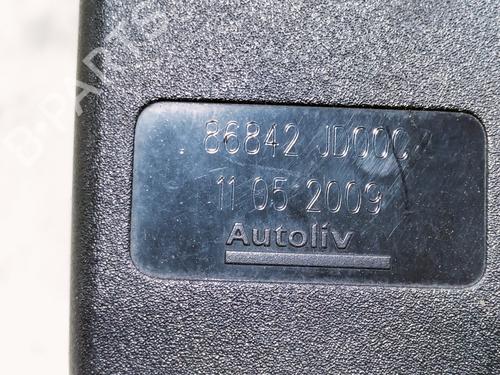 B-PARTS
86842 JD00C
11 05 2009
Autoliv